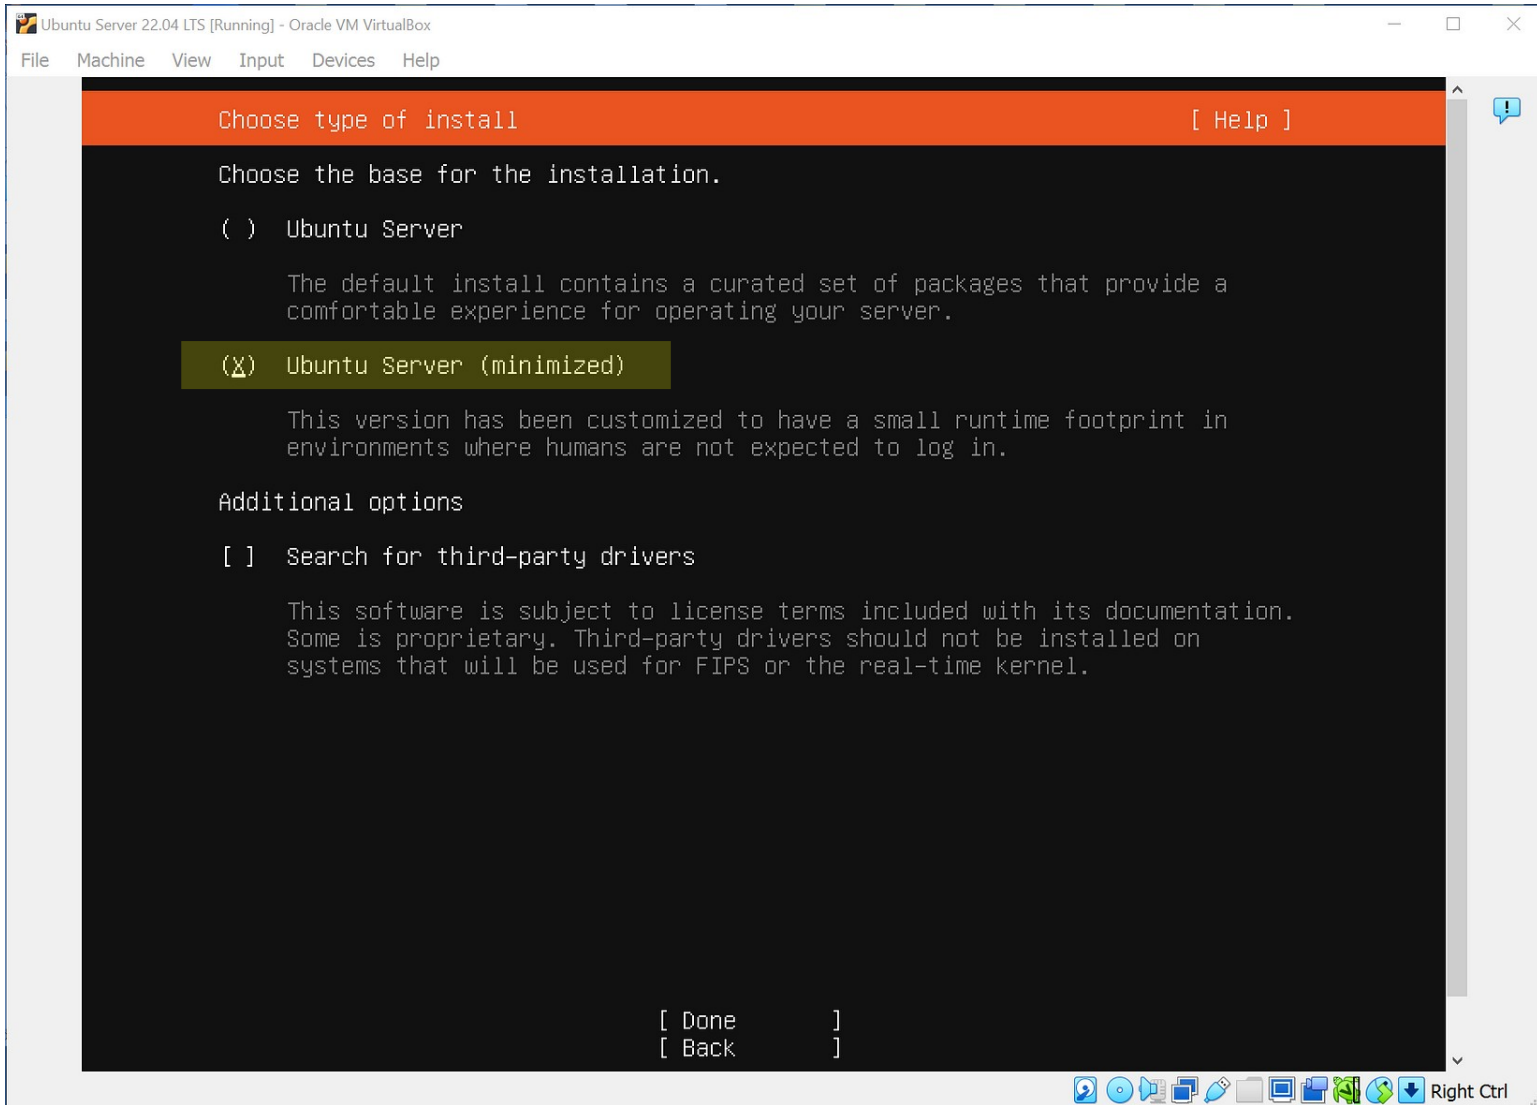 Ubuntu Server 22.04 LTS [Running] - Oracle VM VirtualBox
File Machine View Input Devices Help
Choose type of install [ Help ]
Choose the base for the installation.
( ) Ubuntu Server
The default install contains a curated set of packages that provide a
comfortable experience for operating your server.
(X) Ubuntu Server (minimized)
This version has been customized to have a small runtime footprint in
environments where humans are not expected to log in.
Additional options
[ ] Search for third-party drivers
This software is subject to license terms included with its documentation.
Some is proprietary. Third-party drivers should not be installed on
systems that will be used for FIPS or the real-time kernel.
[ Done ]
[ Back ]
Right Ctrl